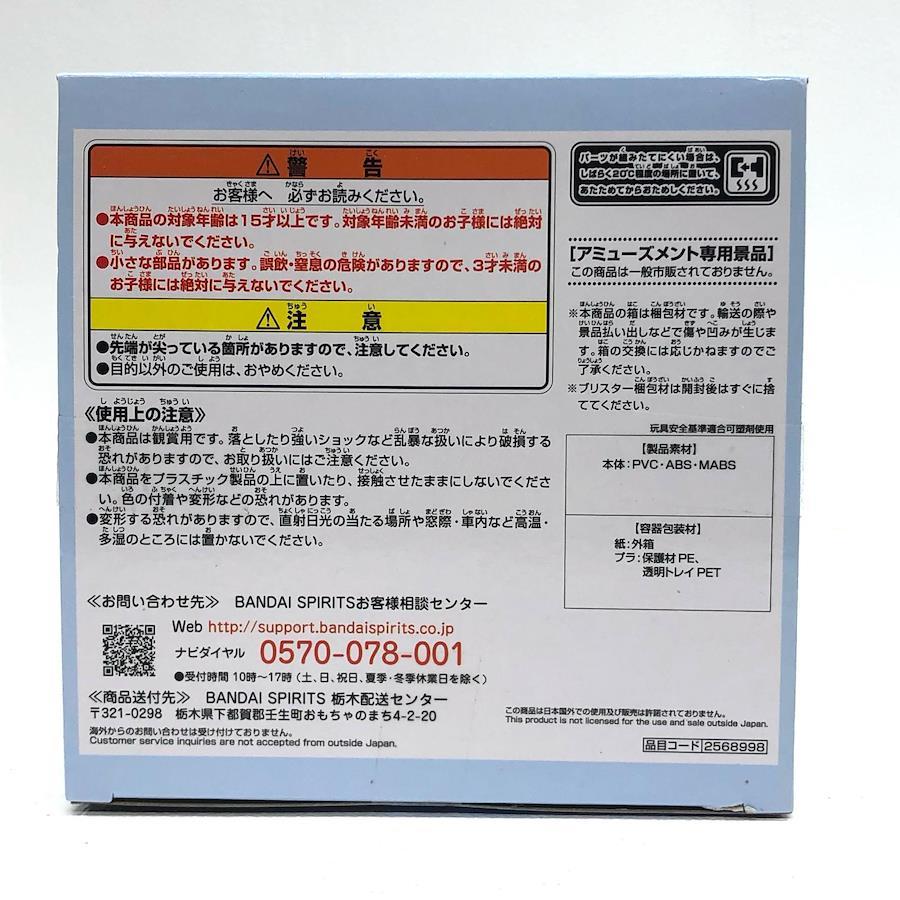 ⚠警告
お客様へ 必ずお読みください。
●本商品の対象年齢は15才以上です。対象年齢未満のお子様には絶対
に与えないでください。
●小さな部品があります。誤飲・窒息の危険がありますので、3才未満の
お子様には絶対に与えないでください。
⚠注意
●先端が尖っている箇所がありますので、注意してください。
●目的以外のご使用は、おやめください。
≪使用上の注意≫
●本商品は観賞用です。落としたり強いショックなど乱暴な扱いにより破損する
恐れがありますので、お取り扱いにはご注意ください。
●本商品をプラスチック製品の上に置いたり、接触させたままにしないでくださ
い。色の付着や変形などの恐れがあります。
●変形する恐れがありますので、直射日光の当たる場所や窓際・車内など高温・
多湿のところには置かないでください。
パーツが組みたてにくい場合は、
しばらく20℃程度の場所に置いて、
あたためてからおためしください。
[アミューズメント専用景品]
この商品は一般市販されておりません。
※本商品の箱は梱包材です。輸送の際や
景品払い出しなどで傷や凹みが生じま
す。箱の交換には応じかねますのでご
了承ください。
※ブリスター梱包材は開封後はすぐに捨
ててください。
玩具安全基準適合可塑剤使用
【製品素材】
本体：PVC・ABS・MABS
【容器包装材】
紙：外箱
プラ：保護材PE、
透明トレイPET
≪お問い合わせ先≫ BANDAI SPIRITSお客様相談センター
Web http://support.bandaispirits.co.jp
ナビダイヤル 0570-078-001
●受付時間 10時～17時（土、日、祝日、夏季・冬季休業日を除く）
≪商品送付先≫ BANDAI SPIRITS 栃木配送センター
〒321-0298 栃木県下都賀郡壬生町おもちゃのまち4-2-20
海外からのお問い合わせは受け付けておりません。
Customer service inquiries are not accepted from outside Japan.
この商品は日本国外での使用及び販売は許諾されておりません。
This product is not licensed for the use and sale outside Japan.
品目コード 2568998